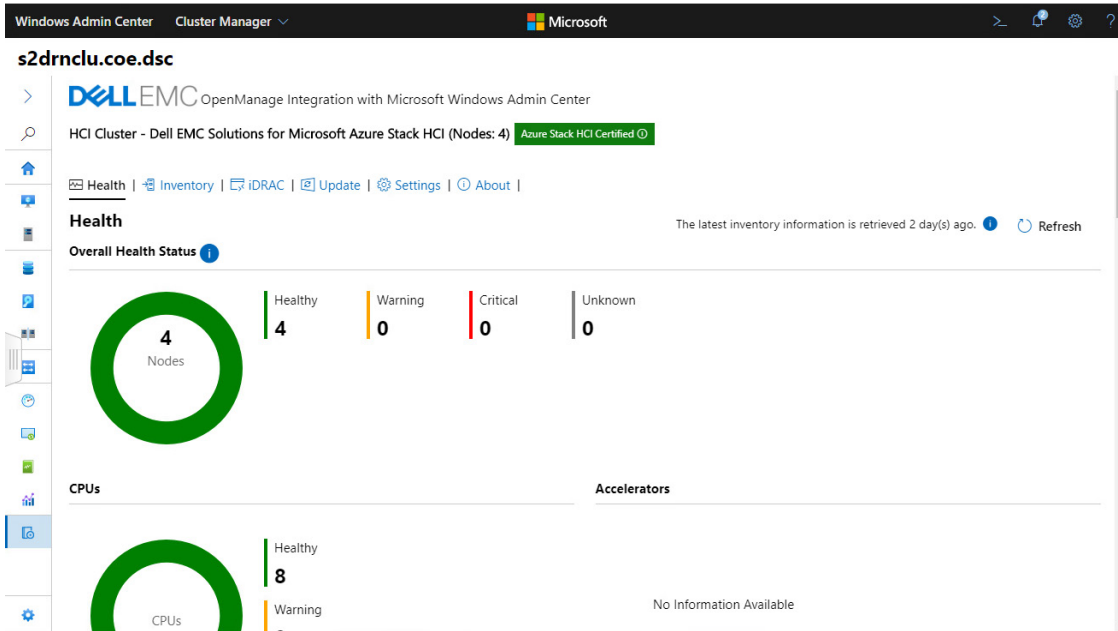 Windows Admin Center Cluster Manager Microsoft >_ 2 ?
s2drnclu.coe.dsc
DELLEMC OpenManage Integration with Microsoft Windows Admin Center
HCI Cluster - Dell EMC Solutions for Microsoft Azure Stack HCI (Nodes: 4) Azure Stack HCI Certified
Health | Inventory | iDRAC | Update | Settings | About |
Health The latest inventory information is retrieved 2 day(s) ago. Refresh
Overall Health Status
Healthy Warning Critical Unknown
4 0 0 0
4
Nodes
CPUs Accelerators
Healthy
8
Warning
No Information Available
CPUs